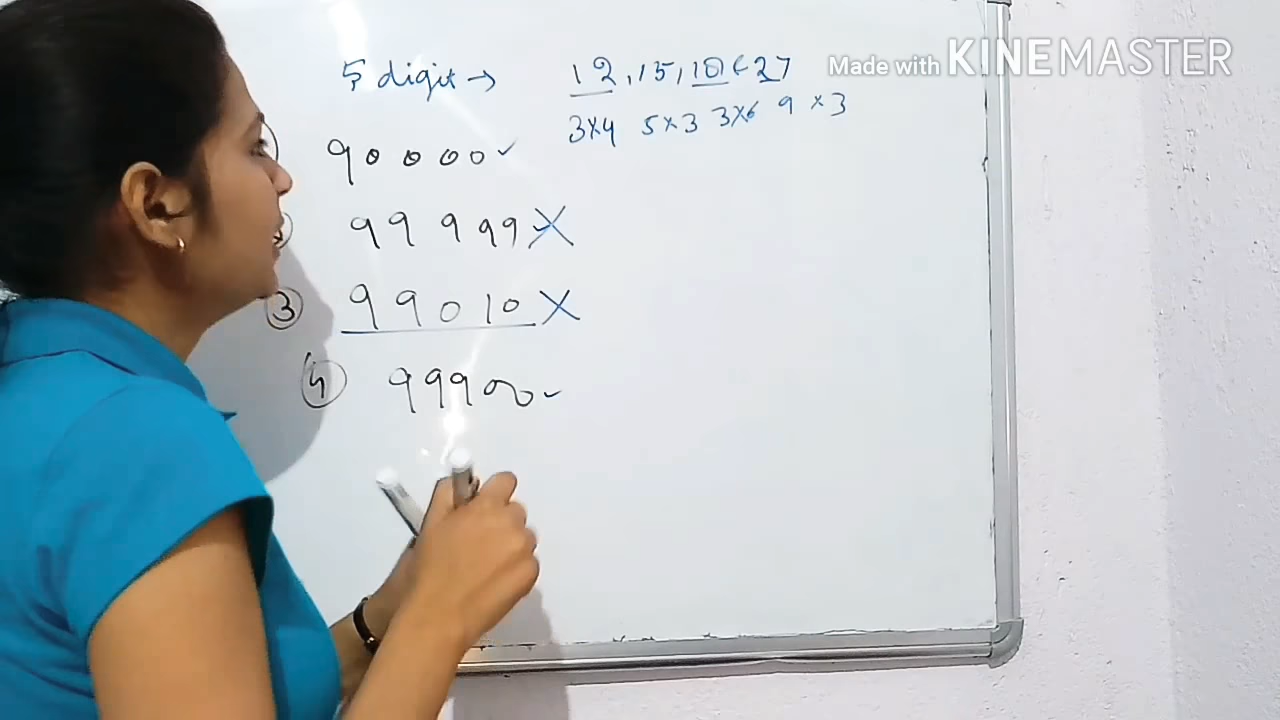 Made with KINEMASTER
5 digit → 12, 15, 18 & 27
3×4 5×3 3×6 9 ×3
90000 ✓
99999 X
③ 99010 X
④ 99900 ✓